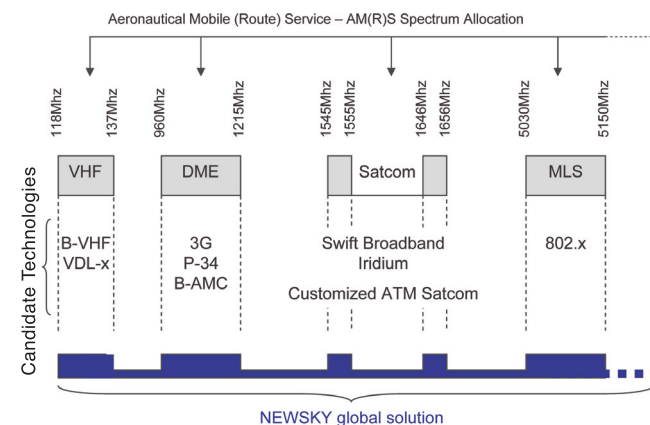 Aeronautical Mobile (Route) Service – AM(R)S Spectrum Allocation
118Mhz
137Mhz
960Mhz
1215Mhz
1545Mhz
1555Mhz
1646Mhz
1656Mhz
5030Mhz
5150Mhz
VHF
DME
Satcom
MLS
Candidate Technologies
B-VHF
VDL-x
3G
P-34
B-AMC
Swift Broadband
Iridium
Customized ATM Satcom
802.x
NEWSKY global solution